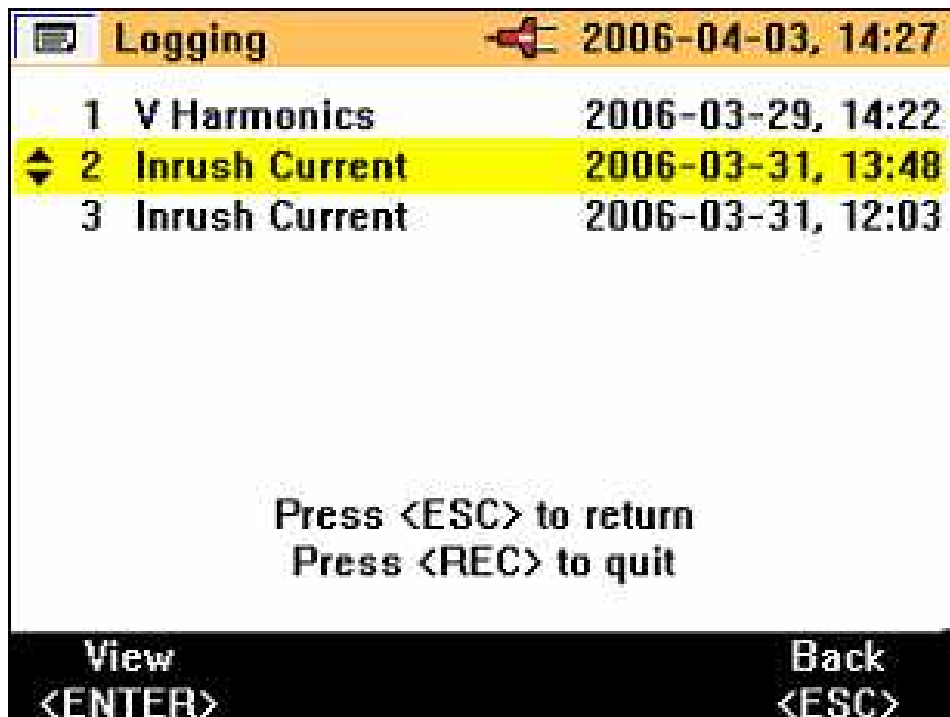 Logging 2006-04-03, 14:27
1 V Harmonics 2006-03-29, 14:22
2 Inrush Current 2006-03-31, 13:48
3 Inrush Current 2006-03-31, 12:03
Press <ESC> to return
Press <REC> to quit
View Back
<ENTER> <ESC>